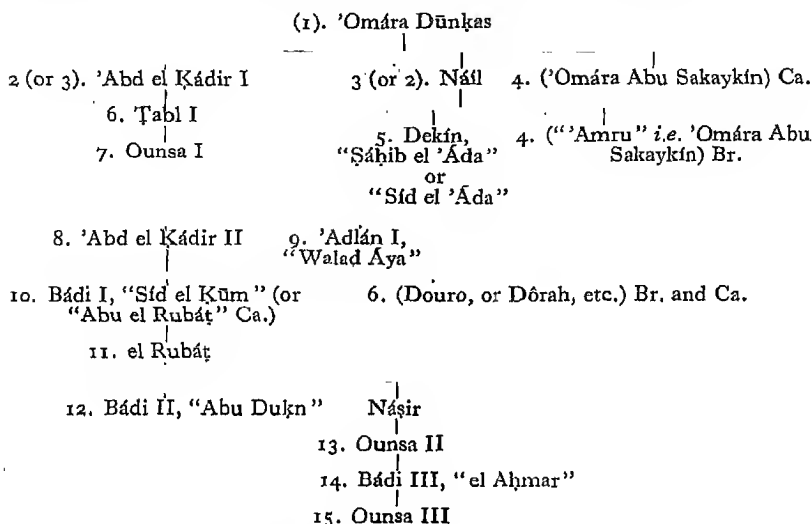 (1). ’Omára Dūnḳas
2 (or 3). ’Abd el Ḳádir I 3 (or 2). Náíl 4. (’Omára Abu Sakaykín) Ca.
6. Ṭabl I
7. Ounsa I
5. Dekín,
“Ṣáḥib el ’Áda”
or
“Síd el ’Áda”
4. (“’Amru” i.e. ’Omára Abu
Sakaykín) Br.
8. ’Abd el Ḳádir II 9. ’Adlán I,
“Walad Áya”
10. Bádi I, “Síd el Ḳūm” (or
“Abu el Rubáṭ” Ca.)
6. (Douro, or Dôrah, etc.) Br. and Ca.
11. el Rubáṭ
12. Bádi II, “Abu Duḳn” Náṣir
13. Ounsa II
14. Bádi III, “el Aḥmar”
15. Ounsa III